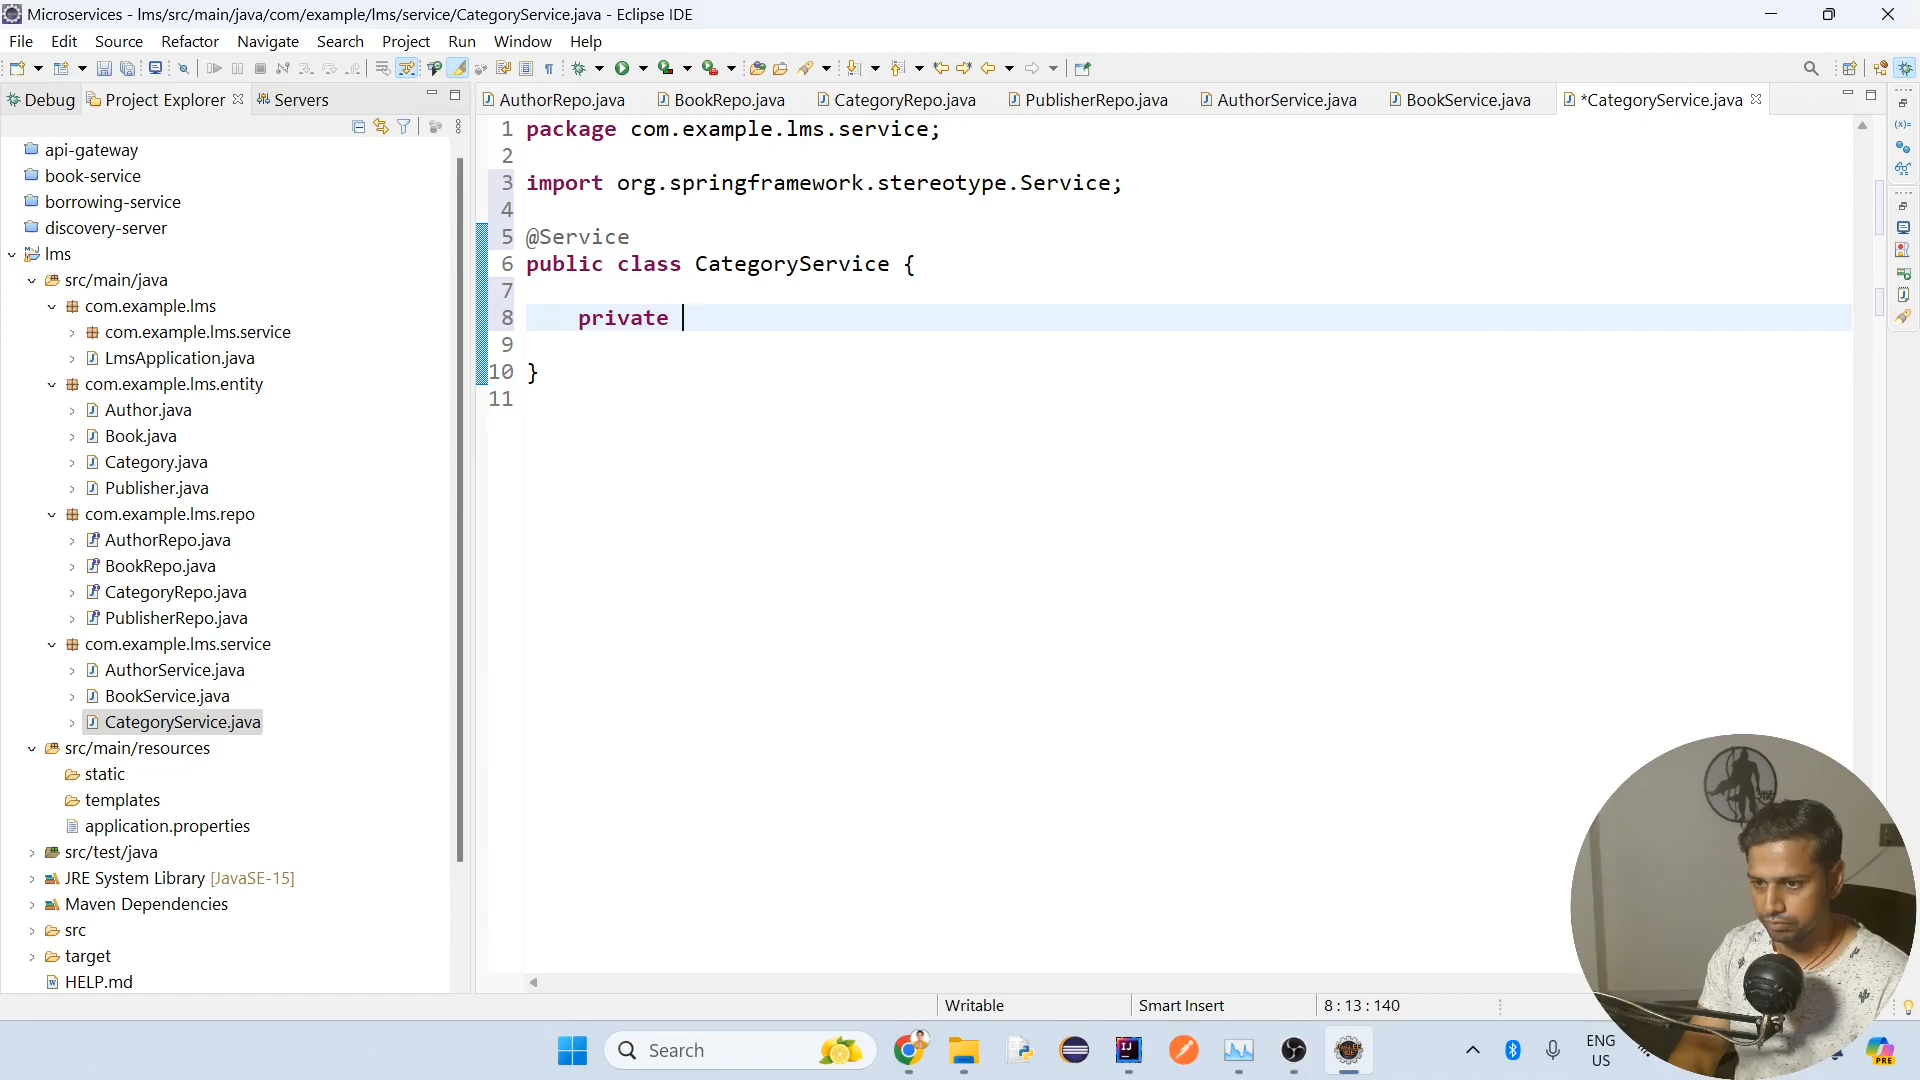 Microservices - lms/src/main/java/com/example/lms/service/CategoryService.java - Eclipse IDE
File Edit Source Refactor Navigate Search Project Run Window Help
Debug Project Explorer Servers
AuthorRepo.java BookRepo.java CategoryRepo.java PublisherRepo.java AuthorService.java BookService.java *CategoryService.java
api-gateway
book-service
borrowing-service
discovery-server
lms
src/main/java
com.example.lms
com.example.lms.service
LmsApplication.java
com.example.lms.entity
Author.java
Book.java
Category.java
Publisher.java
com.example.lms.repo
AuthorRepo.java
BookRepo.java
CategoryRepo.java
PublisherRepo.java
com.example.lms.service
AuthorService.java
BookService.java
CategoryService.java
src/main/resources
static
templates
application.properties
src/test/java
JRE System Library [JavaSE-15]
Maven Dependencies
src
target
HELP.md
1 package com.example.lms.service;
2
3 import org.springframework.stereotype.Service;
4
5 @Service
6 public class CategoryService {
7
8 private
9
10 }
11
Writable Smart Insert 8 : 13 : 140
Search
ENG
US
PRE